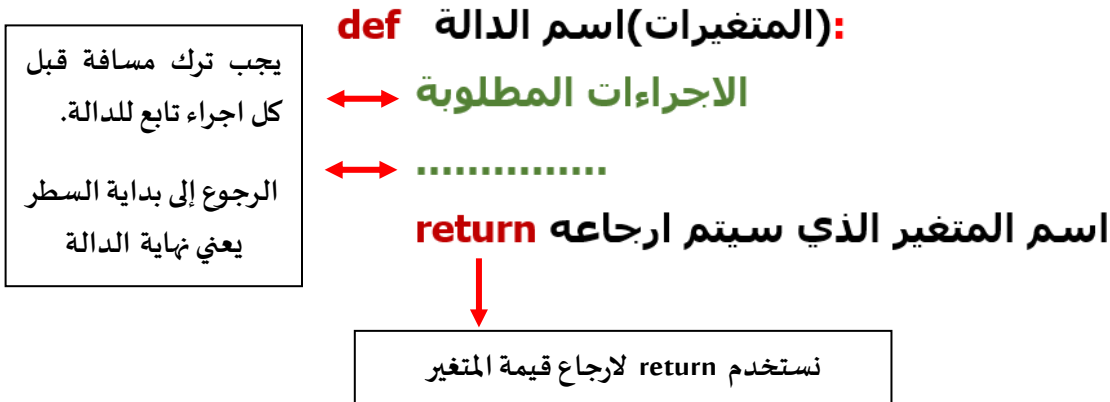 def اسم الدالة(المتغيرات):
الاجراءات المطلوبة
...............
return اسم المتغير الذي سيتم ارجاعه
يجب ترك مسافة قبل
كل اجراء تابع للدالة.
الرجوع إلى بداية السطر
يعني نهاية الدالة
نستخدم return لارجاع قيمة المتغير